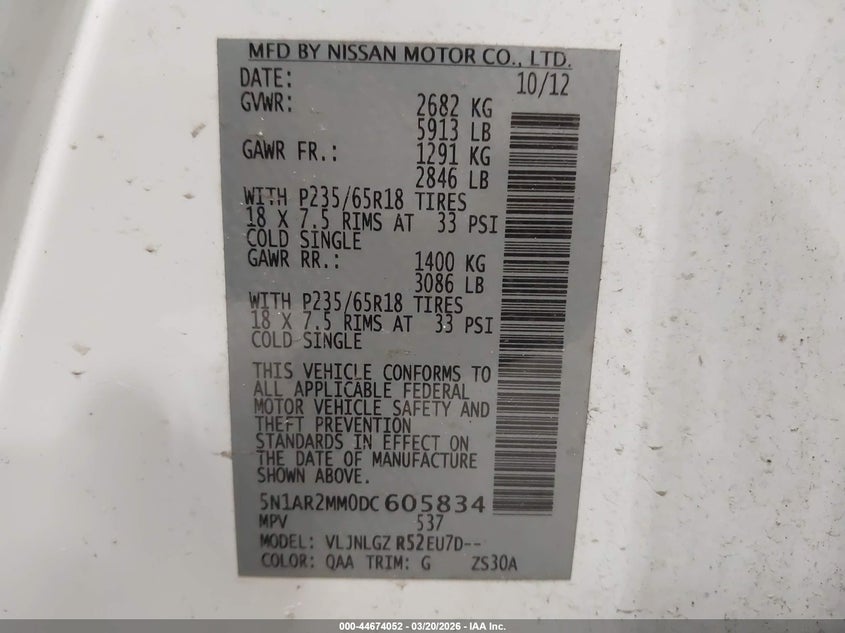 MFD BY NISSAN MOTOR CO., LTD.
DATE: 10/12
GVWR: 2682 KG
5913 LB
GAWR FR.: 1291 KG
2846 LB
WITH P235/65R18 TIRES
18 X 7.5 RIMS AT 33 PSI
COLD SINGLE
GAWR RR.: 1400 KG
3086 LB
WITH P235/65R18 TIRES
18 X 7.5 RIMS AT 33 PSI
COLD SINGLE
THIS VEHICLE CONFORMS TO
ALL APPLICABLE FEDERAL
MOTOR VEHICLE SAFETY AND
THEFT PREVENTION
STANDARDS IN EFFECT ON
THE DATE OF MANUFACTURE
SHOWN ABOVE.
5N1AR2MM0DC605834
MPV 537
MODEL: VLJNLGZ R52EU7D--
COLOR: QAA TRIM: G ZS30A
000-44674052 — 03/20/2026 — IAA Inc.